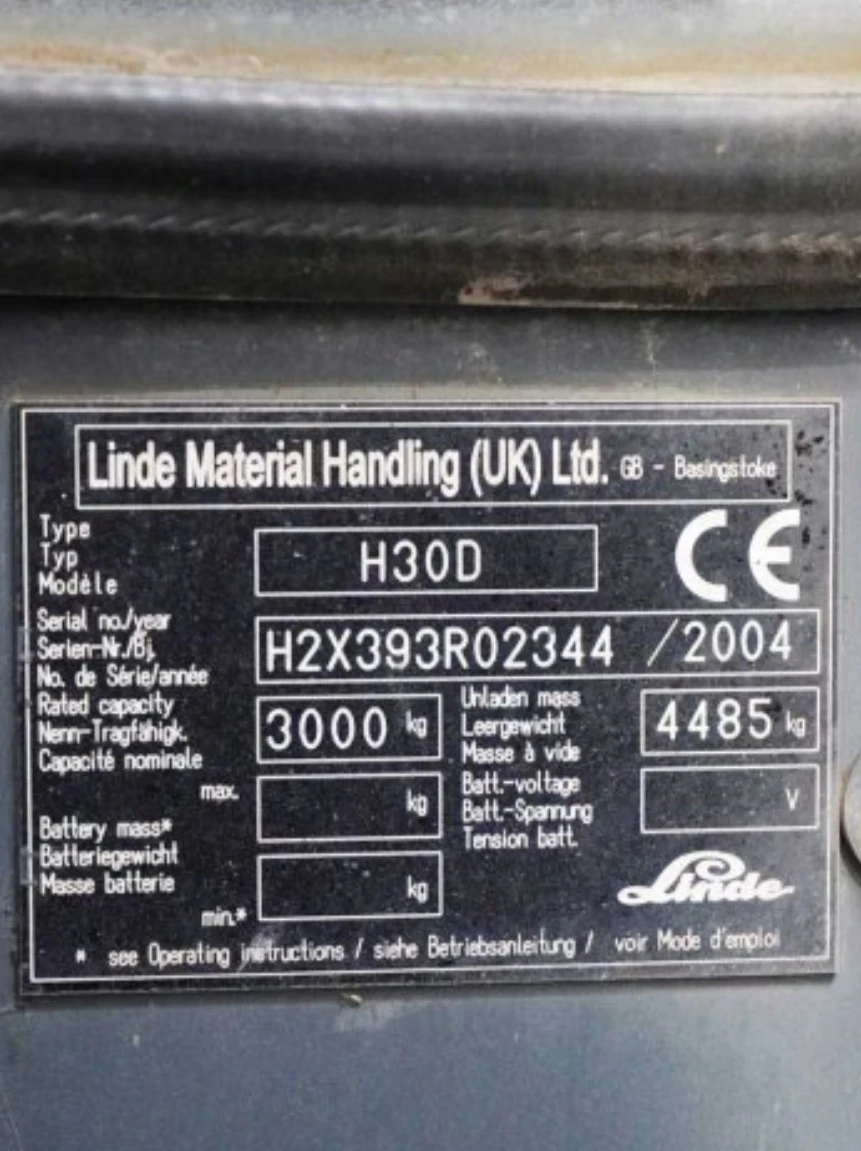 Linde Material Handling (UK) Ltd. GB - Basingstoke
Type
Typ
Modèle
H30D
CE
Serial no./year
Serien-Nr./Bj.
No. de Série/année
H2X393R02344 /2004
Rated capacity
Nenn-Tragfähigk.
Capacité nominale
3000 kg
Unladen mass
Leergewicht
Masse à vide
4485 kg
max.
kg
Batt.-voltage
Batt.-Spannung
Tension batt.
V
Battery mass*
Batteriegewicht
Masse batterie
min.*
kg
Linde
* see Operating instructions / siehe Betriebsanleitung / voir Mode d'emploi